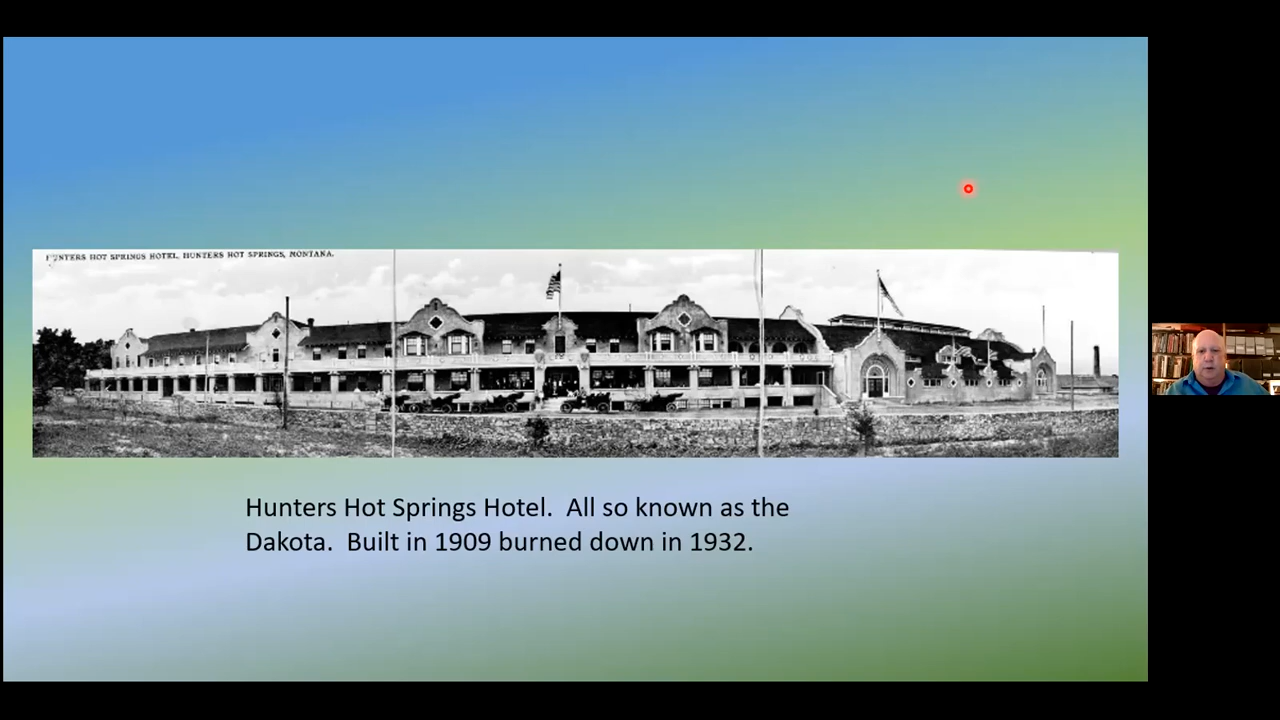 HUNTERS HOT SPRINGS HOTEL, HUNTERS HOT SPRINGS, MONTANA.
Hunters Hot Springs Hotel.  All so known as the
Dakota.  Built in 1909 burned down in 1932.